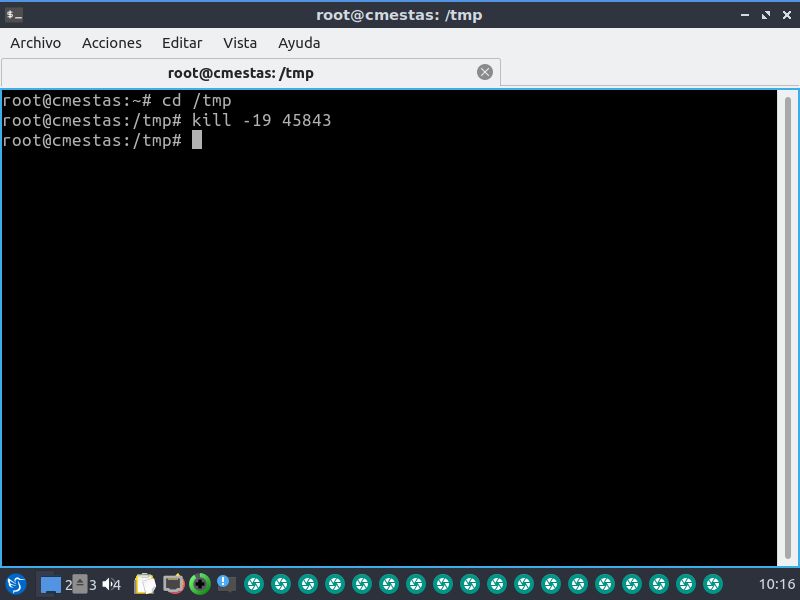 root@cmestas: /tmp
Archivo Acciones Editar Vista Ayuda
root@cmestas: /tmp
root@cmestas:~# cd /tmp
root@cmestas:/tmp# kill -19 45843
root@cmestas:/tmp#
2 3 4 10:16